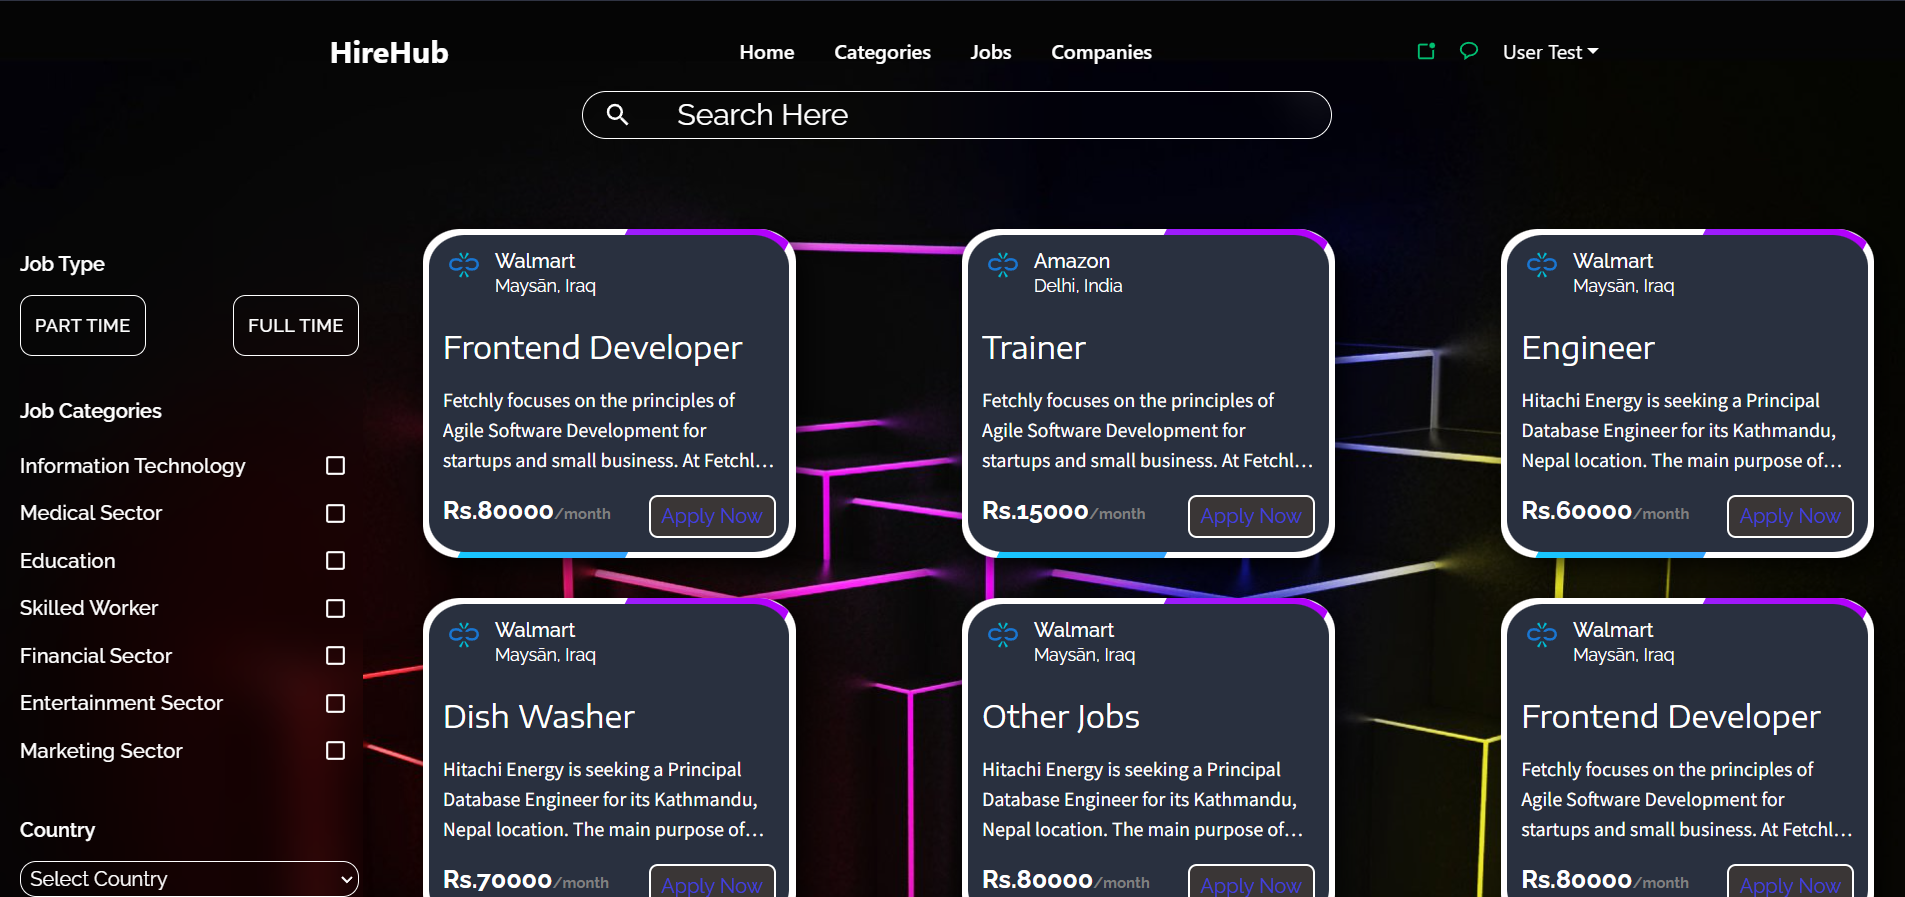 HireHub
Home Categories Jobs Companies
User Test
Search Here
Job Type
PART TIME
FULL TIME
Job Categories
Information Technology
Medical Sector
Education
Skilled Worker
Financial Sector
Entertainment Sector
Marketing Sector
Country
Select Country
Walmart
Maysān, Iraq
Frontend Developer
Fetchly focuses on the principles of
Agile Software Development for
startups and small business. At Fetchl...
Rs.80000/month
Apply Now
Amazon
Delhi, India
Trainer
Fetchly focuses on the principles of
Agile Software Development for
startups and small business. At Fetchl...
Rs.15000/month
Apply Now
Walmart
Maysān, Iraq
Engineer
Hitachi Energy is seeking a Principal
Database Engineer for its Kathmandu,
Nepal location. The main purpose of...
Rs.60000/month
Apply Now
Walmart
Maysān, Iraq
Dish Washer
Hitachi Energy is seeking a Principal
Database Engineer for its Kathmandu,
Nepal location. The main purpose of...
Rs.70000/month
Apply Now
Walmart
Maysān, Iraq
Other Jobs
Hitachi Energy is seeking a Principal
Database Engineer for its Kathmandu,
Nepal location. The main purpose of...
Rs.80000/month
Apply Now
Walmart
Maysān, Iraq
Frontend Developer
Fetchly focuses on the principles of
Agile Software Development for
startups and small business. At Fetchl...
Rs.80000/month
Apply Now